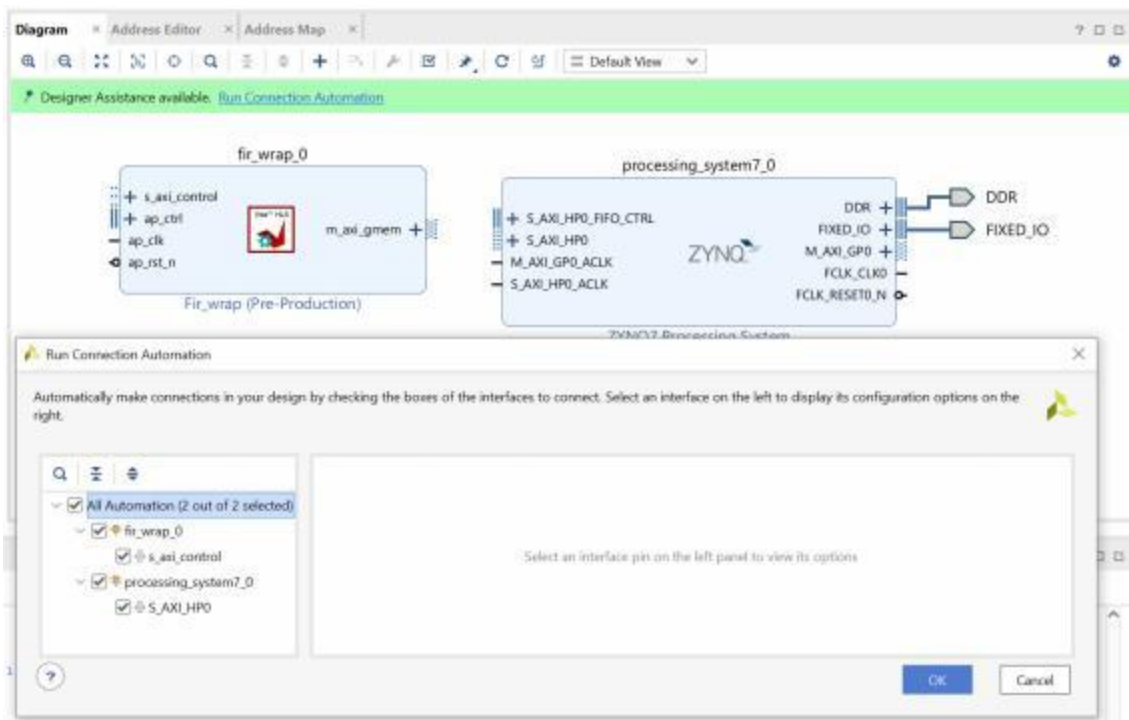 Diagram × Address Editor × Address Map × ? □ □
Default View
Designer Assistance available. Run Connection Automation
fir_wrap_0
s_axi_control
ap_ctrl
ap_clk
ap_rst_n
m_axi_gmem
Fir_wrap (Pre-Production)
processing_system7_0
S_AXI_HP0_FIFO_CTRL
S_AXI_HP0
M_AXI_GP0_ACLK
S_AXI_HP0_ACLK
ZYNQ
DDR
FIXED_IO
M_AXI_GP0
FCLK_CLK0
FCLK_RESET0_N
DDR
FIXED_IO
ZYNQ7 Processing System
Run Connection Automation
Automatically make connections in your design by checking the boxes of the interfaces to connect. Select an interface on the left to display its configuration options on the
right.
All Automation (2 out of 2 selected)
fir_wrap_0
s_axi_control
processing_system7_0
S_AXI_HP0
Select an interface pin on the left panel to view its options
?
OK Cancel